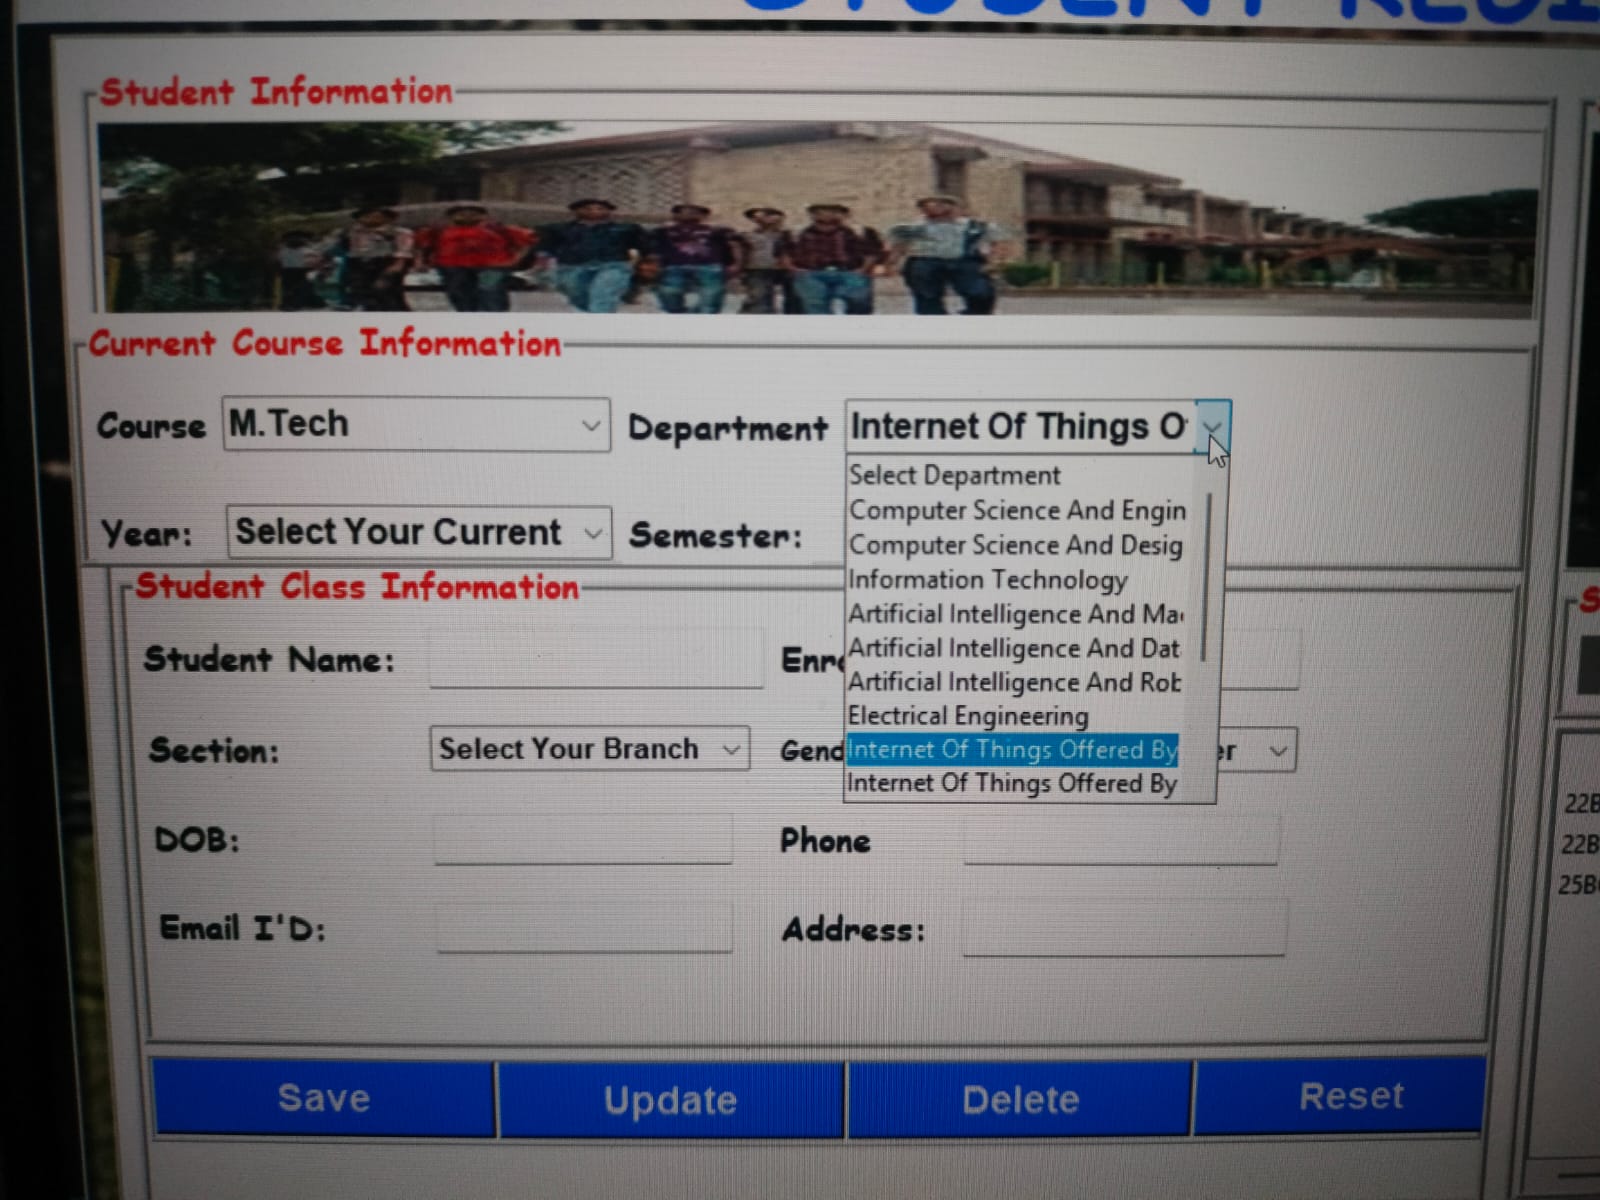 Student Information
Current Course Information
Course M.Tech Department Internet Of Things O
Select Department
Computer Science And Engin
Year: Select Your Current Semester:
Computer Science And Desig
Information Technology
Student Class Information
Artificial Intelligence And Ma
Student Name:
Artificial Intelligence And Dat
Artificial Intelligence And Rob
Electrical Engineering
Section: Select Your Branch Gend Internet Of Things Offered By er
Internet Of Things Offered By
DOB: Phone
Email I'D: Address:
Save Update Delete Reset
22B
22B
25B